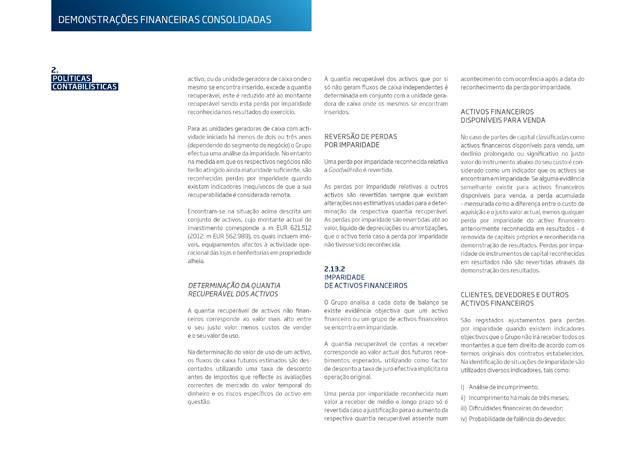 DEMONSTRAÇÕES FINANCEIRAS CONSOLIDADAS
2.
POLÍTICAS
CONTABILÍSTICAS
activo, ou da unidade geradora de caixa onde o
mesmo se encontra inserido, excede a quantia
recuperável, este é reduzido até ao montante
recuperável sendo esta perda por imparidade
reconhecida nos resultados do exercício.
Para as unidades geradoras de caixa com acti-
vidade iniciada há menos de dois ou três anos
(dependendo do segmento de negócio) o Grupo
efectua uma análise da imparidade. No entanto
na medida em que os respectivos negócios não
terão atingido ainda maturidade suficiente, são
reconhecidas perdas por imparidade quando
existam indicadores inequívocos de que a sua
recuperabilidade é considerada remota.
Encontram-se na situação acima descrita um
conjunto de activos, cujo montante actual de
investimento corresponde a m EUR 621.512
(2012: m EUR 562.989), os quais incluem imó-
veis, equipamentos afectos à actividade ope-
racional das lojas e benfeitorias em propriedade
alheia.
DETERMINAÇÃO DA QUANTIA
RECUPERÁVEL DOS ACTIVOS
A quantia recuperável de activos não finan-
ceiros corresponde ao valor mais alto entre
o seu justo valor menos custos de vender
e o seu valor de uso.
Na determinação do valor de uso de um activo,
os fluxos de caixa futuros estimados são des-
contados utilizando uma taxa de desconto
antes de impostos que reflecte as avaliações
correntes de mercado do valor temporal do
dinheiro e os riscos específicos do activo em
questão.
A quantia recuperável dos activos que por si
só não geram fluxos de caixa independentes é
determinada em conjunto com a unidade gera-
dora de caixa onde os mesmos se encontram
inseridos.
REVERSÃO DE PERDAS
POR IMPARIDADE
Uma perda por imparidade reconhecida relativa
a Goodwill não é revertida.
As perdas por imparidade relativas a outros
activos são revertidas sempre que existam
alterações nas estimativas usadas para a deter-
minação da respectiva quantia recuperável.
As perdas por imparidade são revertidas até ao
valor, líquido de depreciações ou amortizações,
que o activo teria caso a perda por imparidade
não tivesse sido reconhecida.
2.13.2
IMPARIDADE
DE ACTIVOS FINANCEIROS
O Grupo analisa a cada data de balanço se
existe evidência objectiva que um activo
financeiro ou um grupo de activos financeiros
se encontra em imparidade.
A quantia recuperável de contas a receber
corresponde ao valor actual dos futuros rece-
bimentos esperados, utilizando como factor
de desconto a taxa de juro efectiva implícita na
operação original.
Uma perda por imparidade reconhecida num
valor a receber de médio e longo prazo só é
revertida caso a justificação para o aumento da
respectiva quantia recuperável assente num
acontecimento com ocorrência após a data do
reconhecimento da perda por imparidade.
ACTIVOS FINANCEIROS
DISPONÍVEIS PARA VENDA
No caso de partes de capital classificadas como
activos financeiros disponíveis para venda, um
declínio prolongado ou significativo no justo
valor do instrumento abaixo do seu custo é con-
siderado como um indicador que os activos se
encontram em imparidade. Se alguma evidência
semelhante existir para activos financeiros
disponíveis para venda, a perda acumulada
- mensurada como a diferença entre o custo de
aquisição e o justo valor actual, menos qualquer
perda por imparidade do activo financeiro
anteriormente reconhecida em resultados - é
removida de capitais próprios e reconhecida na
demonstração de resultados. Perdas por impa-
ridade de instrumentos de capital reconhecidas
em resultados não são revertidas através da
demonstração dos resultados.
CLIENTES, DEVEDORES E OUTROS
ACTIVOS FINANCEIROS
São registados ajustamentos para perdas
por imparidade quando existem indicadores
objectivos que o Grupo não irá receber todos os
montantes a que tem direito de acordo com os
termos originais dos contratos estabelecidos.
Na identificação de situações de imparidade são
utilizados diversos indicadores, tais como:
i) Análise de incumprimento;
ii) Incumprimento há mais de três meses;
iii) Dificuldades financeiras do devedor;
iv) Probabilidade de falência do devedor.